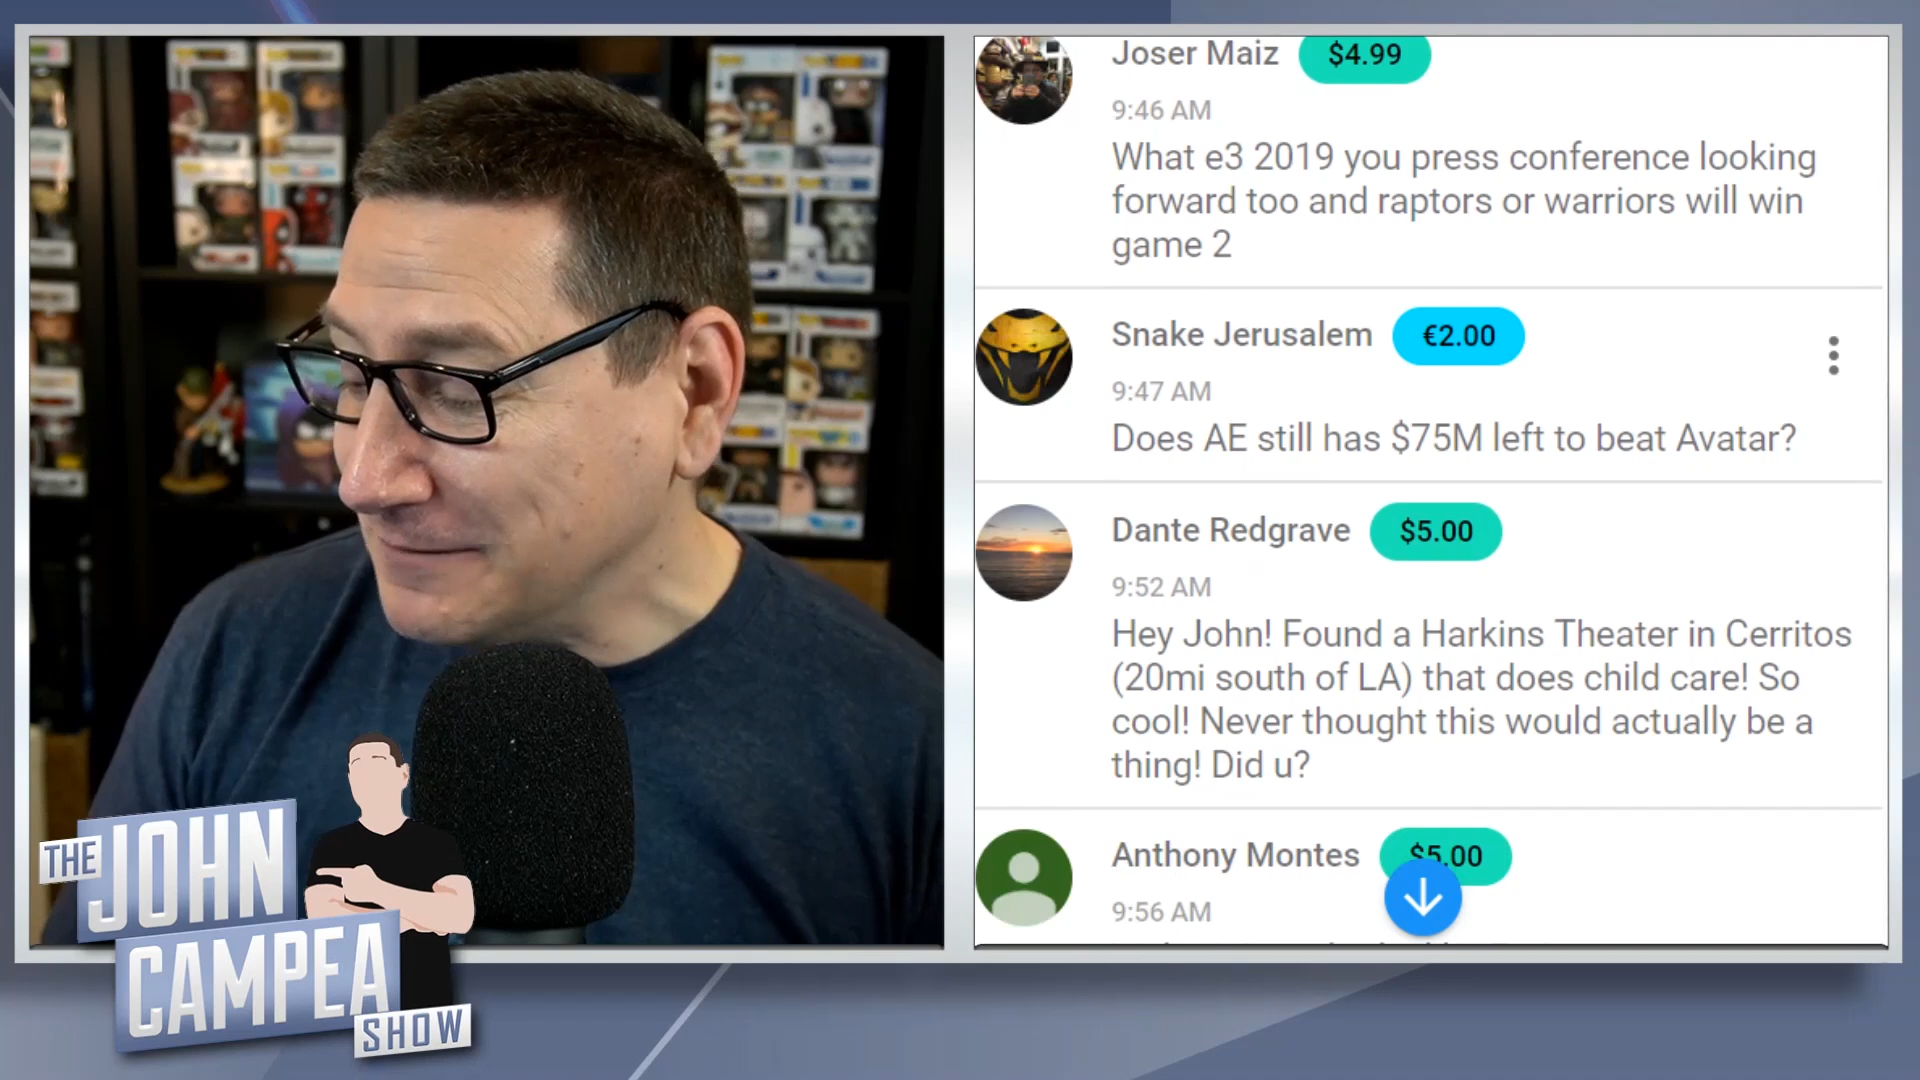 Joser Maiz $4.99
9:46 AM
What e3 2019 you press conference looking
forward too and raptors or warriors will win
game 2
Snake Jerusalem €2.00
9:47 AM
Does AE still has $75M left to beat Avatar?
Dante Redgrave $5.00
9:52 AM
Hey John! Found a Harkins Theater in Cerritos
(20mi south of LA) that does child care! So
cool! Never thought this would actually be a
thing! Did u?
Anthony Montes $5.00
9:56 AM
THE
JOHN
CAMPEA
SHOW